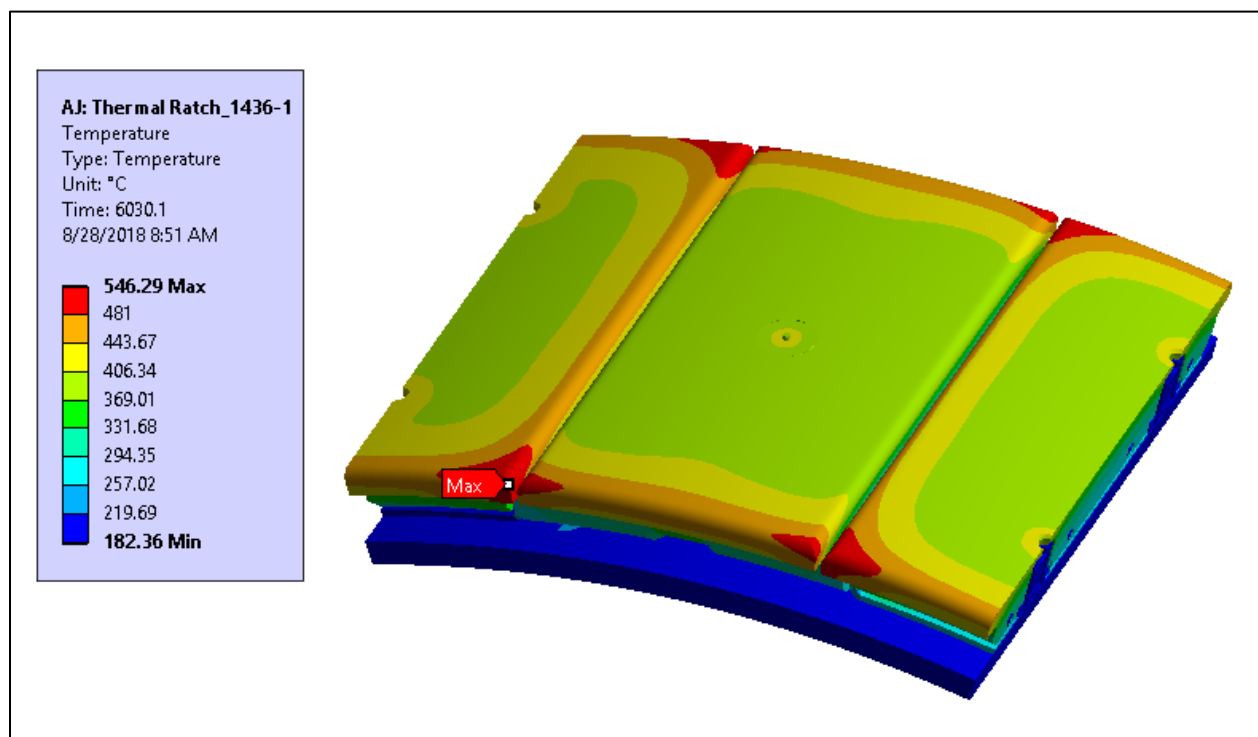 AJ: Thermal Ratch_1436-1
Temperature
Type: Temperature
Unit: °C
Time: 6030.1
8/28/2018 8:51 AM
546.29 Max
481
443.67
406.34
369.01
331.68
294.35
257.02
219.69
182.36 Min
Max